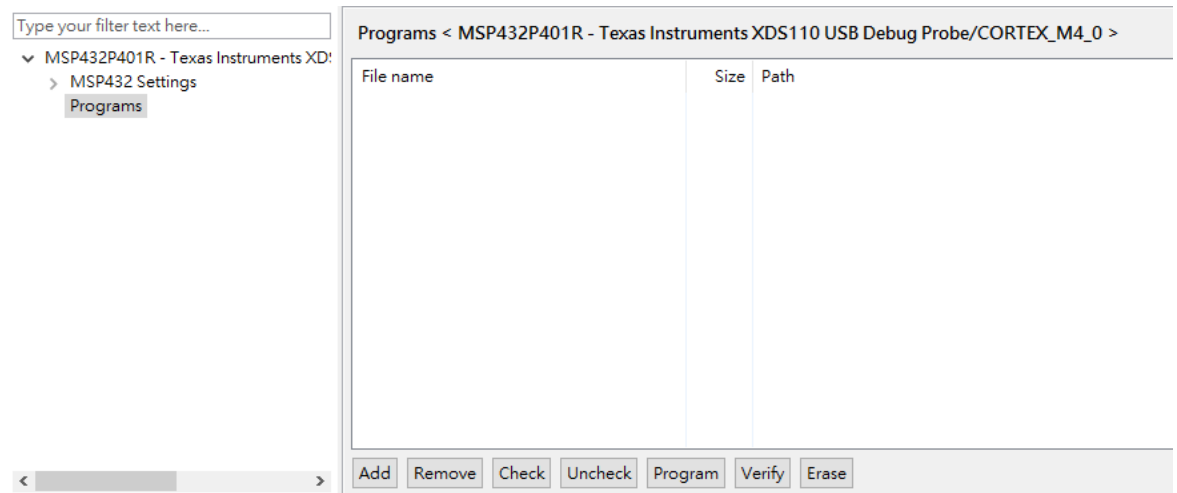 Type your filter text here...
MSP432P401R - Texas Instruments XDS
MSP432 Settings
Programs
Programs < MSP432P401R - Texas Instruments XDS110 USB Debug Probe/CORTEX_M4_0 >
File name Size Path
Add Remove Check Uncheck Program Verify Erase